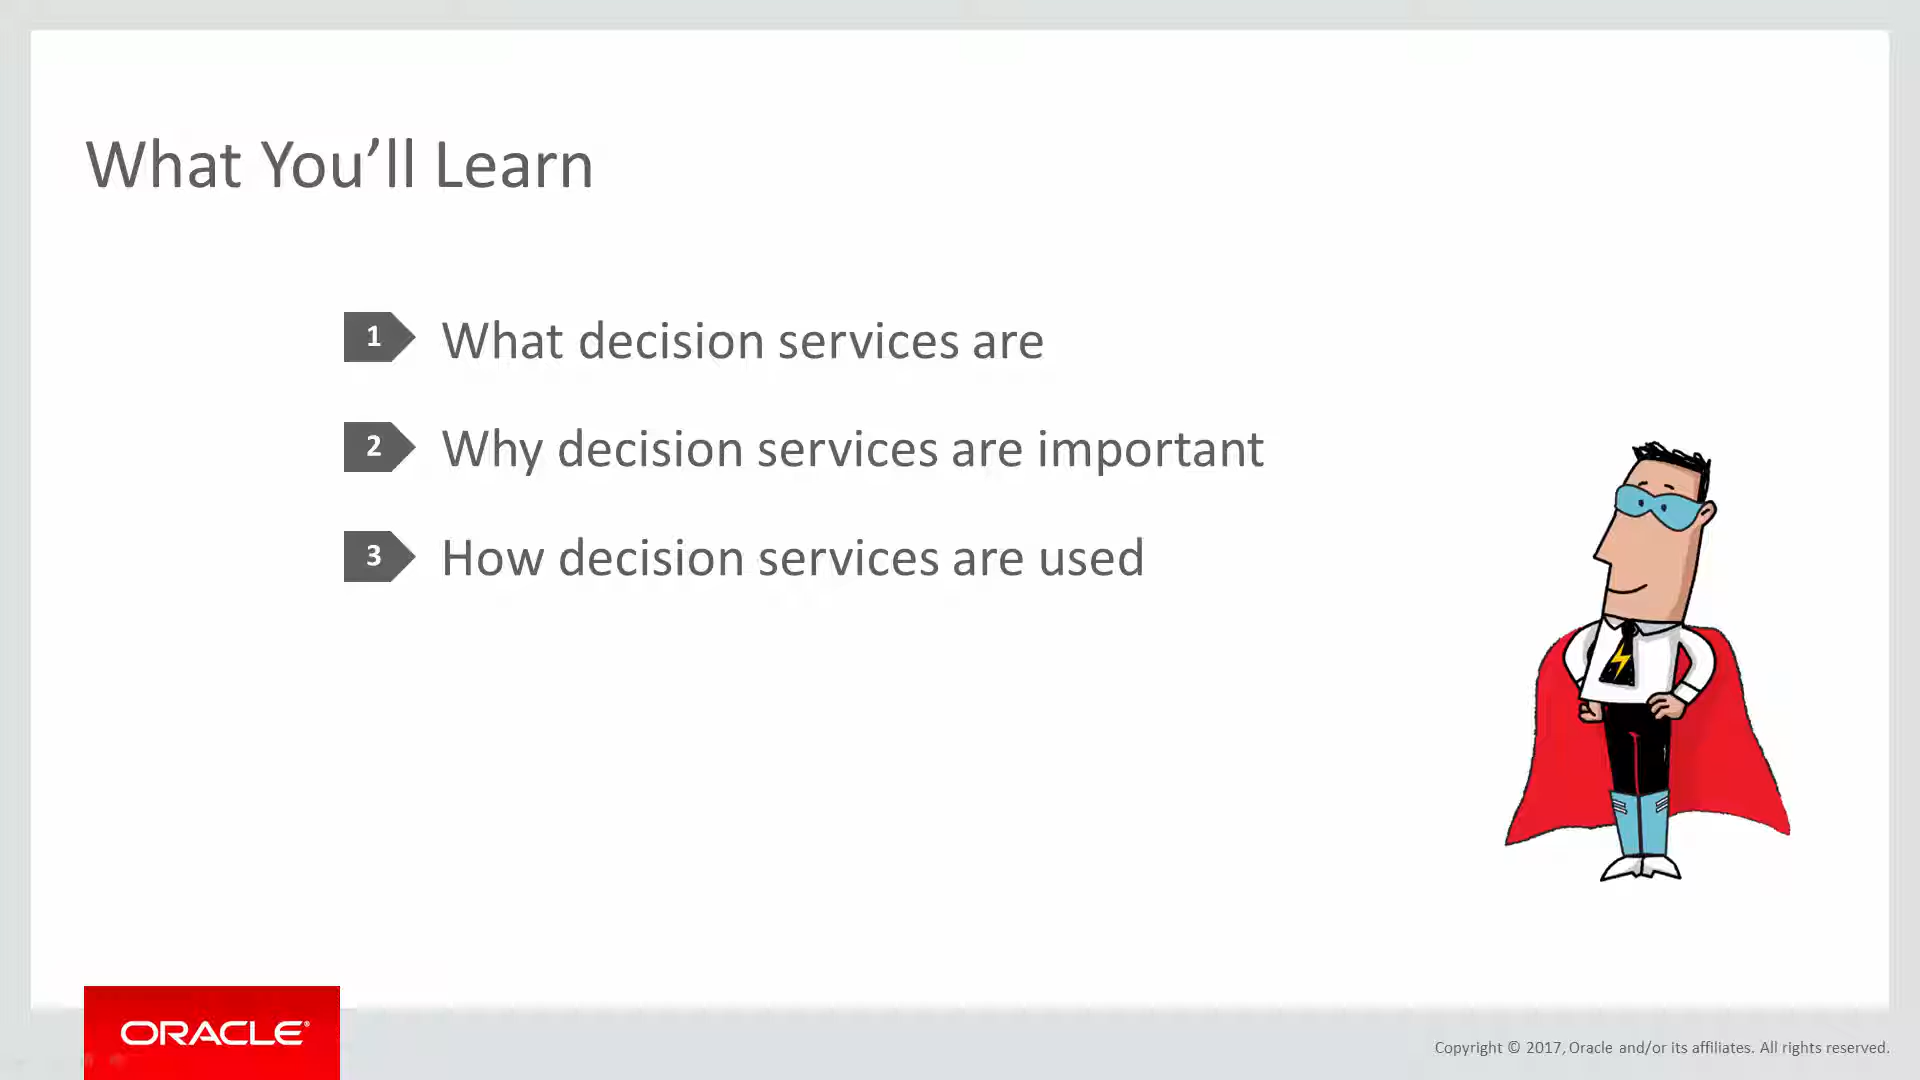 What You’ll Learn
1 What decision services are
2 Why decision services are important
3 How decision services are used
ORACLE®
Copyright © 2017, Oracle and/or its affiliates. All rights reserved.